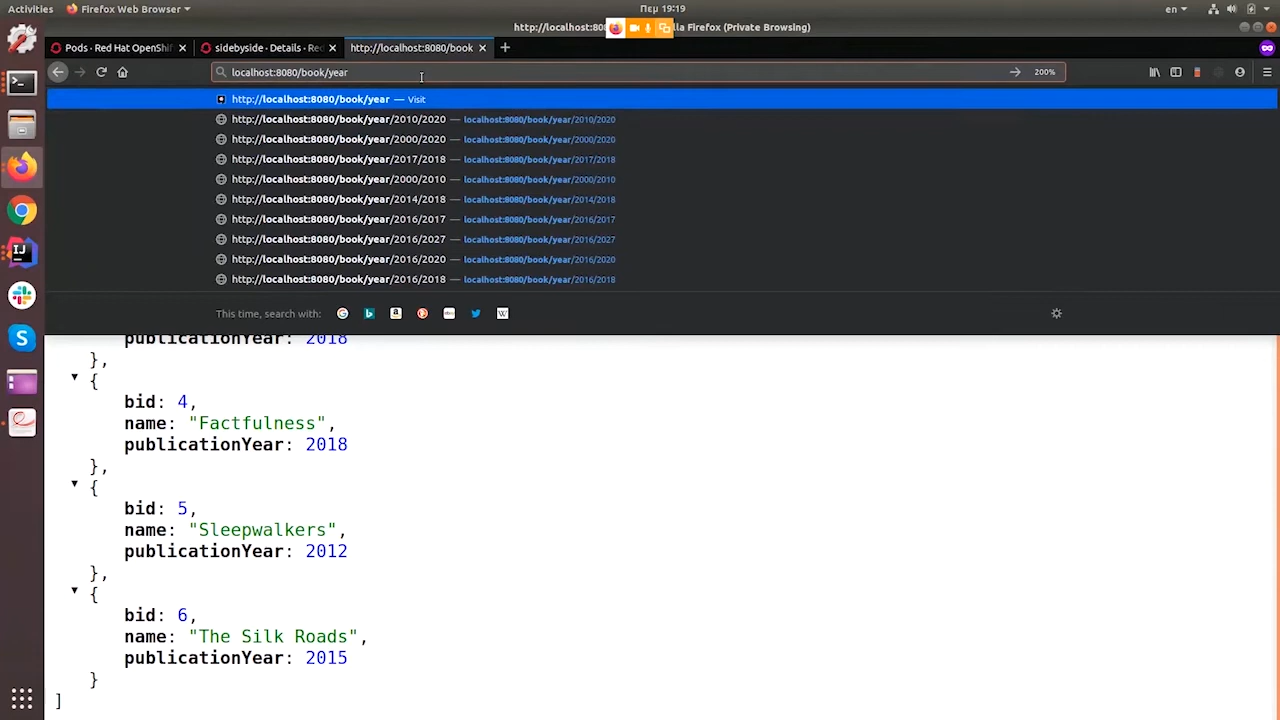 Activities Firefox Web Browser Πεμ 19:19 en
http://localhost:80 lla Firefox (Private Browsing)
Pods · Red Hat OpenShif sidebyside · Details · Red http://localhost:8080/book
localhost:8080/book/year 200%
http://localhost:8080/book/year — Visit
http://localhost:8080/book/year/2010/2020 — localhost:8080/book/year/2010/2020
http://localhost:8080/book/year/2000/2020 — localhost:8080/book/year/2000/2020
http://localhost:8080/book/year/2017/2018 — localhost:8080/book/year/2017/2018
http://localhost:8080/book/year/2000/2010 — localhost:8080/book/year/2000/2010
http://localhost:8080/book/year/2014/2018 — localhost:8080/book/year/2014/2018
http://localhost:8080/book/year/2016/2017 — localhost:8080/book/year/2016/2017
http://localhost:8080/book/year/2016/2027 — localhost:8080/book/year/2016/2027
http://localhost:8080/book/year/2016/2020 — localhost:8080/book/year/2016/2020
http://localhost:8080/book/year/2016/2018 — localhost:8080/book/year/2016/2018
This time, search with:
publicationYear: 2018
},
{
bid: 4,
name: "Factfulness",
publicationYear: 2018
},
{
bid: 5,
name: "Sleepwalkers",
publicationYear: 2012
},
{
bid: 6,
name: "The Silk Roads",
publicationYear: 2015
}
]